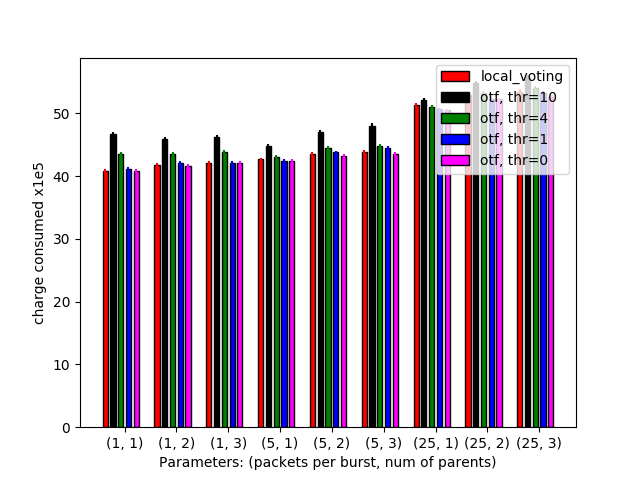 local_voting
otf, thr=10
otf, thr=4
otf, thr=1
otf, thr=0
50
40
30
20
10
0
charge consumed x1e5
(1, 1) (1, 2) (1, 3) (5, 1) (5, 2) (5, 3) (25, 1) (25, 2) (25, 3)
Parameters: (packets per burst, num of parents)